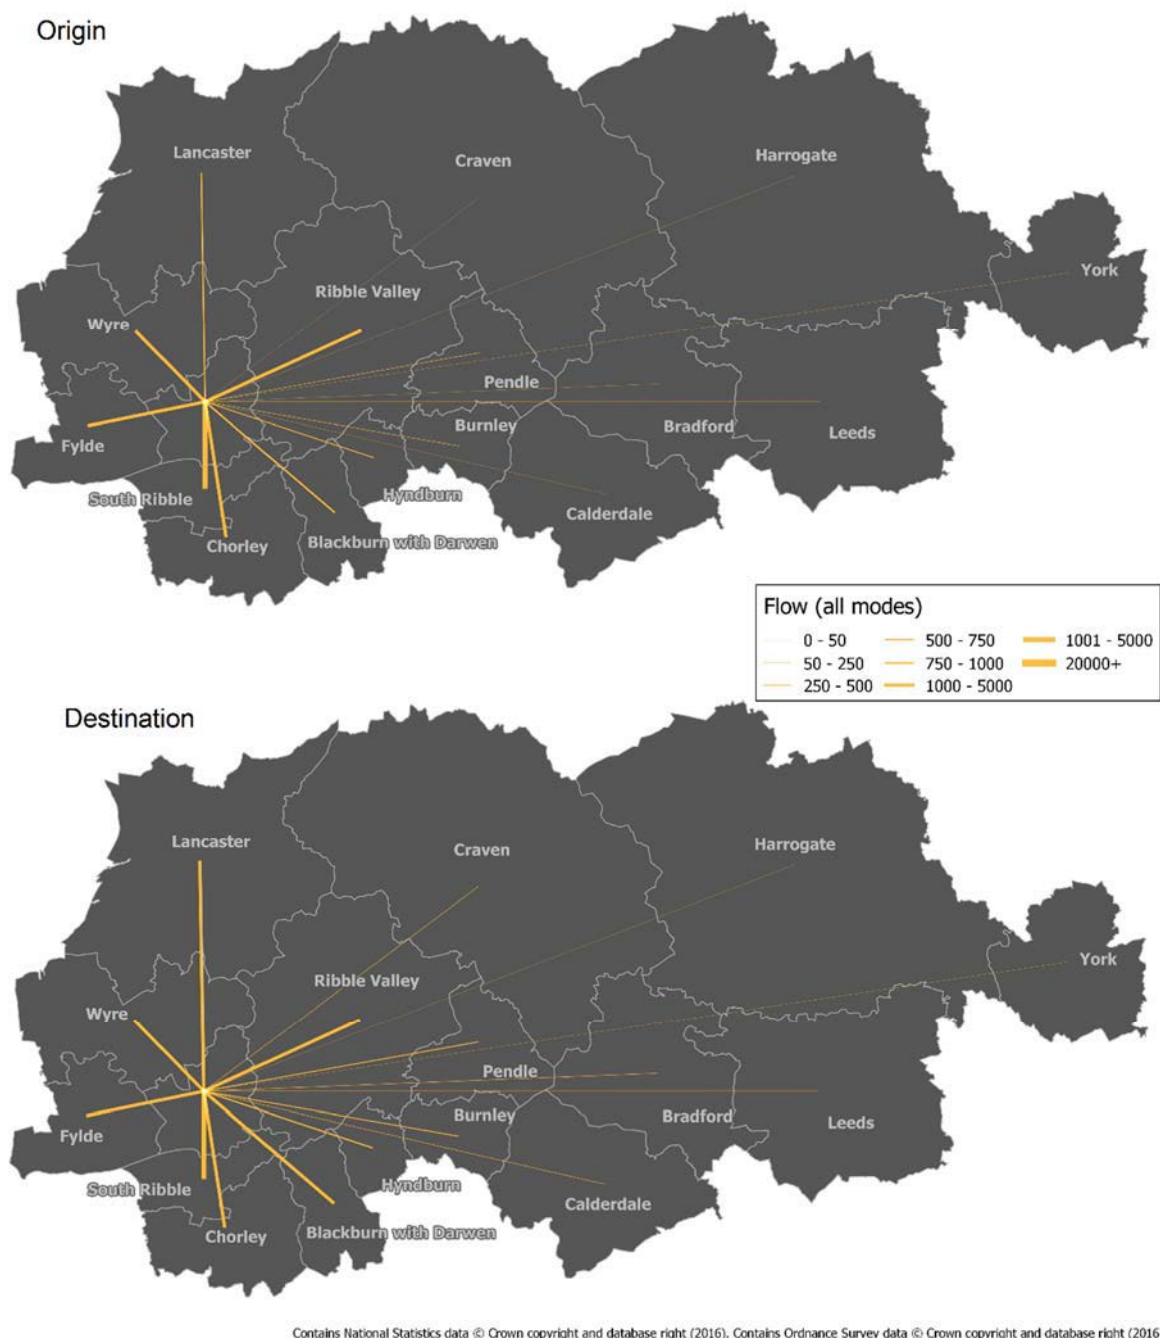 Origin
Lancaster
Craven
Harrogate
York
Ribble Valley
Wyre
Pendle
Burnley
Bradford
Leeds
Fylde
South Ribble
Hyndburn
Calderdale
Chorley
Blackburn with Darwen
Flow (all modes)
0 - 50 500 - 750 1001 - 5000
50 - 250 750 - 1000 20000+
250 - 500 1000 - 5000
Destination
Lancaster
Craven
Harrogate
York
Ribble Valley
Wyre
Pendle
Burnley
Bradford
Leeds
Fylde
South Ribble
Hyndburn
Calderdale
Chorley
Blackburn with Darwen
Contains National Statistics data © Crown copyright and database right (2016). Contains Ordnance Survey data © Crown copyright and database right (2016